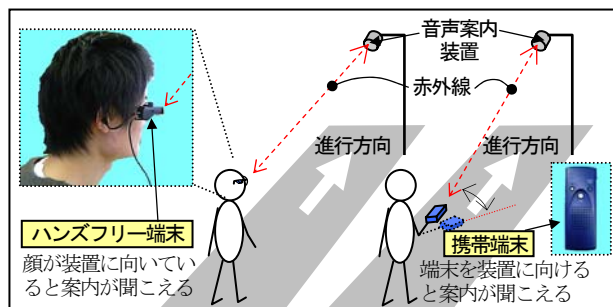 音声案内
装置
赤外線
進行方向
進行方向
ハンズフリー端末
顔が装置に向いてい
ると案内が聞こえる
携帯端末
端末を装置に向ける
と案内が聞こえる